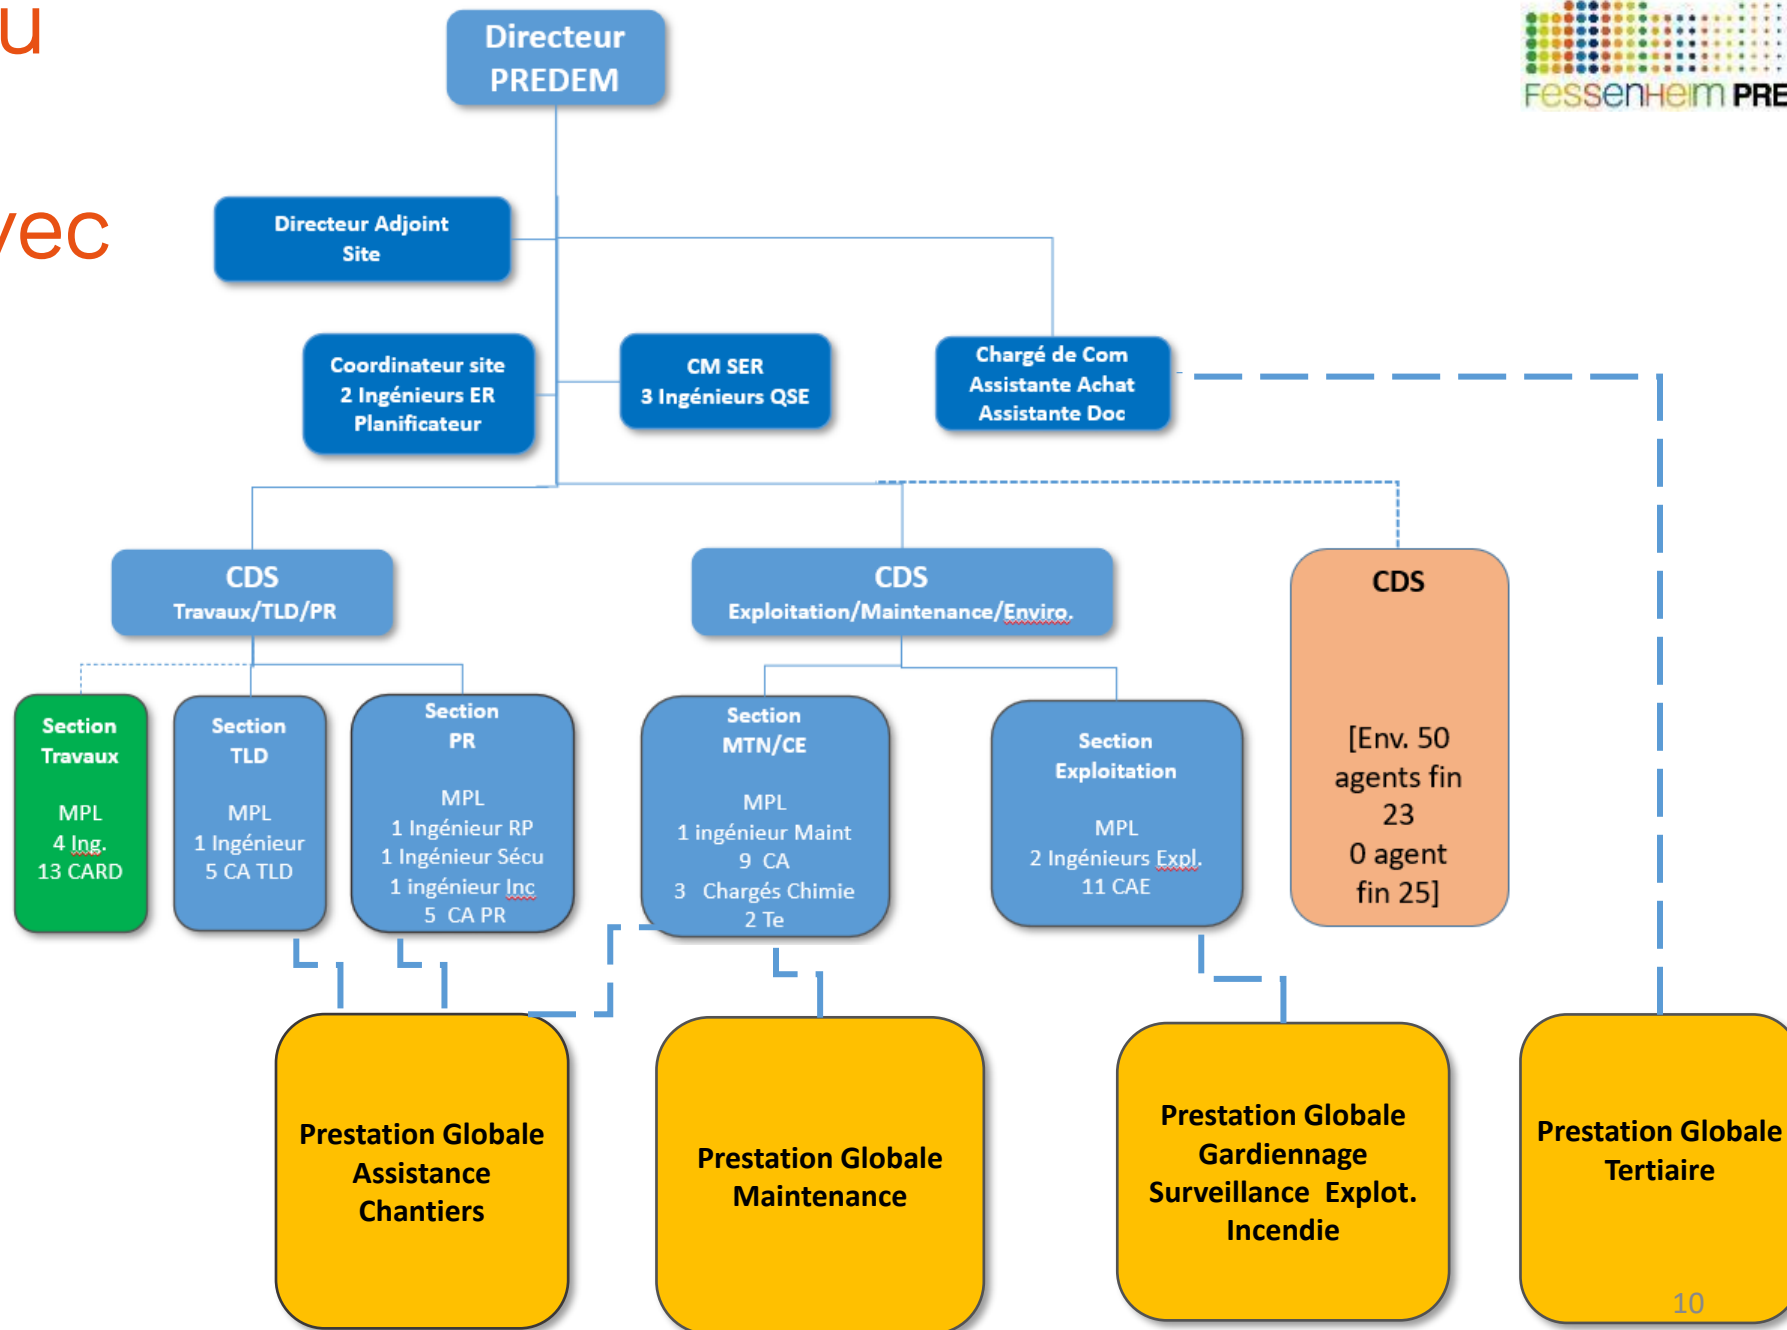 u
vec
Fessenheim PRE
Directeur
PREDEM
Directeur Adjoint
Site
Coordinateur site
2 Ingénieurs ER
Planificateur
CM SER
3 Ingénieurs QSE
Chargé de Com
Assistante Achat
Assistante Doc
CDS
Travaux/TLD/PR
CDS
Exploitation/Maintenance/Enviro.
CDS
[Env. 50
agents fin
23
0 agent
fin 25]
Section
Travaux
MPL
4 Ing.
13 CARD
Section
TLD
MPL
1 Ingénieur
5 CA TLD
Section
PR
MPL
1 Ingénieur RP
1 Ingénieur Sécu
1 ingénieur Inc
5 CA PR
Section
MTN/CE
MPL
1 ingénieur Maint
9 CA
3 Chargés Chimie
2 Te
Section
Exploitation
MPL
2 Ingénieurs Expl.
11 CAE
Prestation Globale
Assistance
Chantiers
Prestation Globale
Maintenance
Prestation Globale
Gardiennage
Surveillance Explot.
Incendie
Prestation Globale
Tertiaire
10